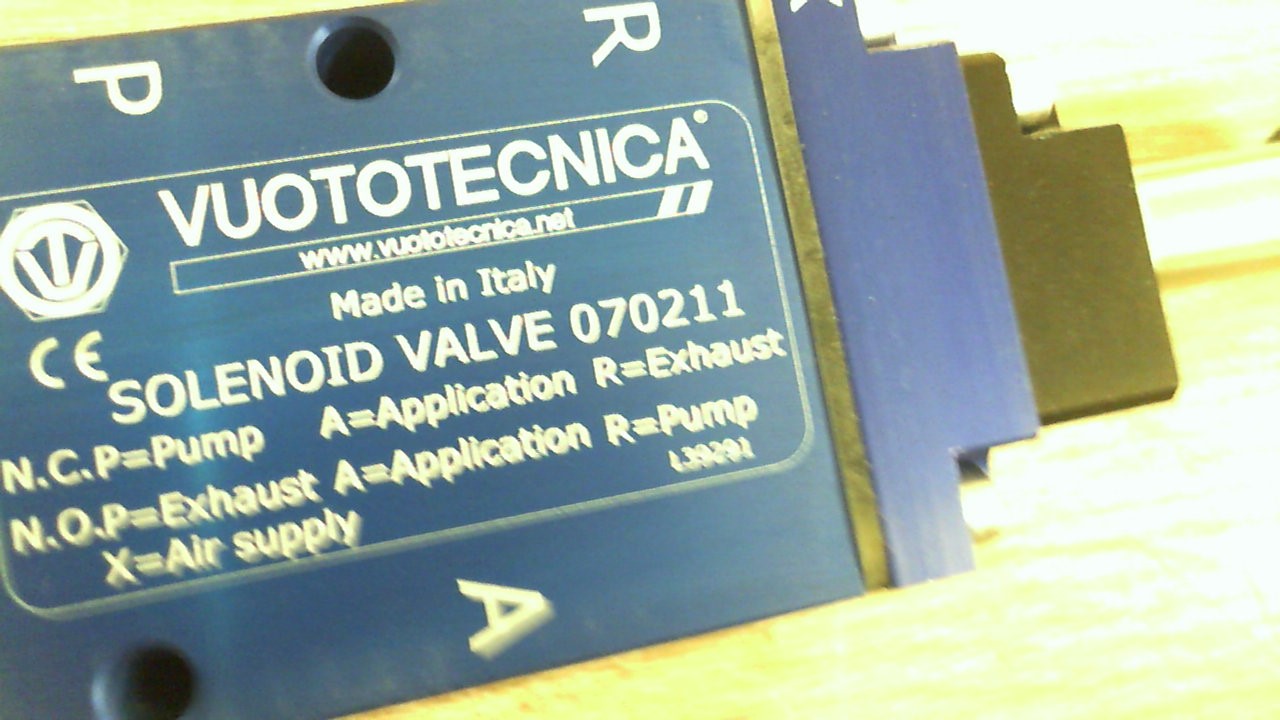 P
R
VUOTOTECNICA
www.vuototecnica.net
Made in Italy
CE
SOLENOID VALVE 070211
N.C.P=Pump A=Application R=Exhaust
N.O.P=Exhaust A=Application R=Pump
X=Air supply
A